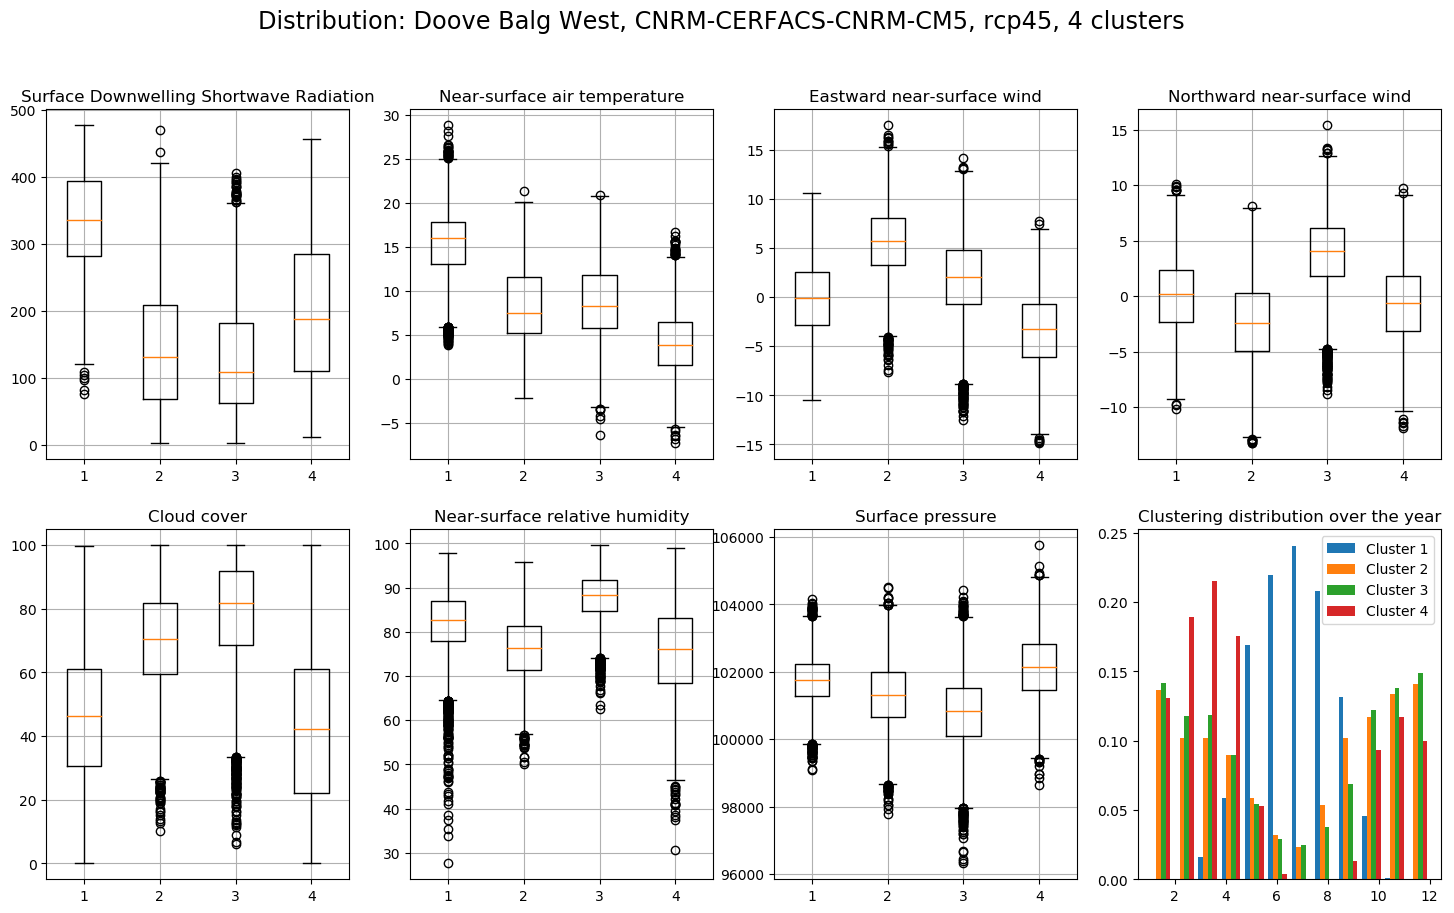 Distribution: Doove Balg West, CNRM-CERFACS-CNRM-CM5, rcp45, 4 clusters
Surface Downwelling Shortwave Radiation
500
400
300
200
100
0
1 2 3 4
Near-surface air temperature
30
25
20
15
10
5
0
−5
1 2 3 4
Eastward near-surface wind
15
10
5
0
−5
−10
−15
1 2 3 4
Northward near-surface wind
15
10
5
0
−5
−10
1 2 3 4
Cloud cover
100
80
60
40
20
0
1 2 3 4
Near-surface relative humidity
100
90
80
70
60
50
40
30
1 2 3 4
Surface pressure
106000
104000
102000
100000
98000
96000
1 2 3 4
Clustering distribution over the year
Cluster 1
Cluster 2
Cluster 3
Cluster 4
0.25
0.20
0.15
0.10
0.05
0.00
2 4 6 8 10 12